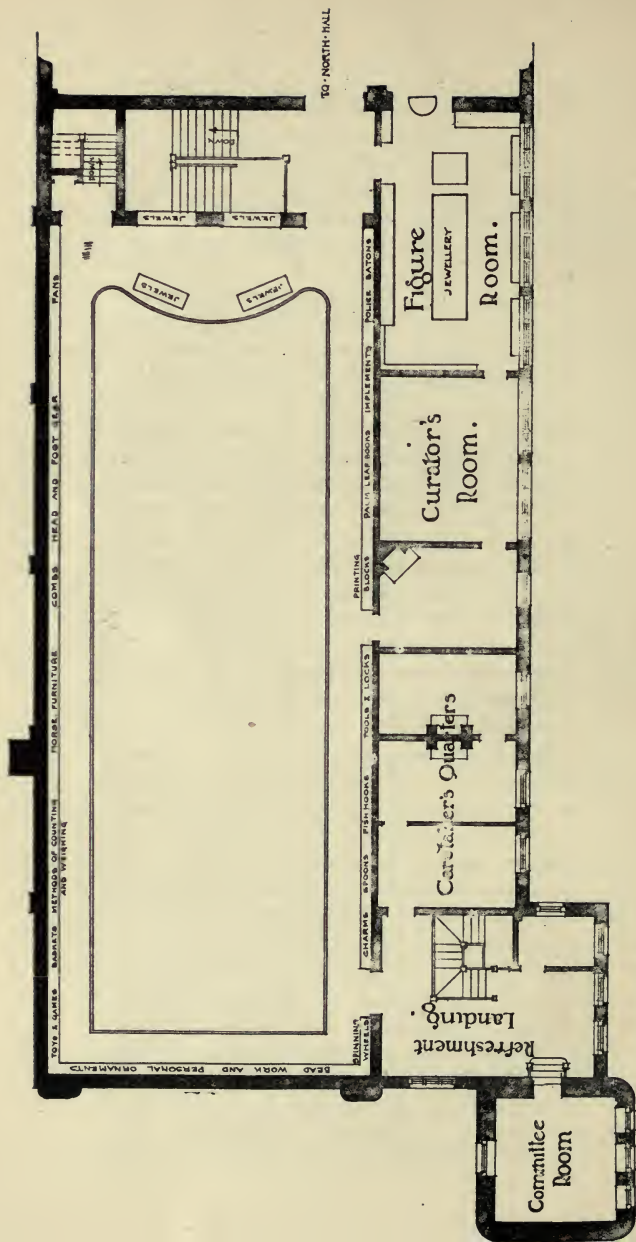 TO · NORTH · HALL
DOWN
DOWN
JEWELS
JEWELS
JEWELS
JEWELS
TOYS & GAMES
BASKETS
METHODS OF COUNTING
AND WEIGHING
HORSE FURNITURE
COMBS
HEAD AND FOOT GEAR
FANS
BEAD WORK AND PERSONAL ORNAMENTS
SPINNING
WHEELS
CHARMS
SPOONS
FISH HOOKS
TOOLS & LOCKS
PRINTING
BLOCKS
PALM LEAF BOOKS
IMPLEMENTS
POLICE BATONS
Figure
Room.
JEWELLERY
Curator's
Room.
Caretaker's Quarters
Refreshment
Landing
Committee
Room